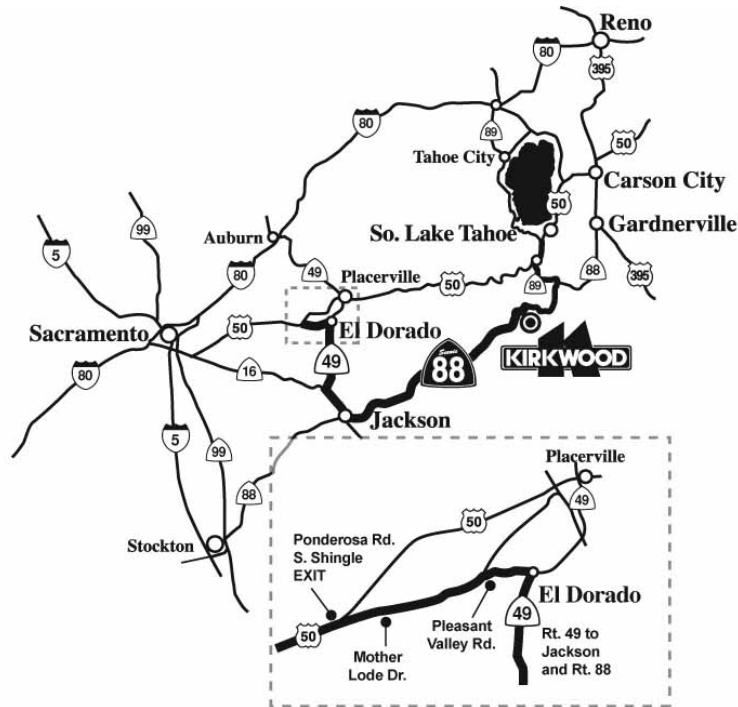 Reno
80
395
80
89
50
Tahoe City
Carson City
99
5
Auburn
50
Gardnerville
So. Lake Tahoe
80
49
Placerville
50
89
88
395
Sacramento
50
El Dorado
49
Scenic
88
KIRKWOOD
80
16
Jackson
5
99
88
Stockton
Placerville
49
50
Ponderosa Rd.
S. Shingle
EXIT
El Dorado
49
50
Pleasant
Valley Rd.
Mother
Lode Dr.
Rt. 49 to
Jackson
and Rt. 88